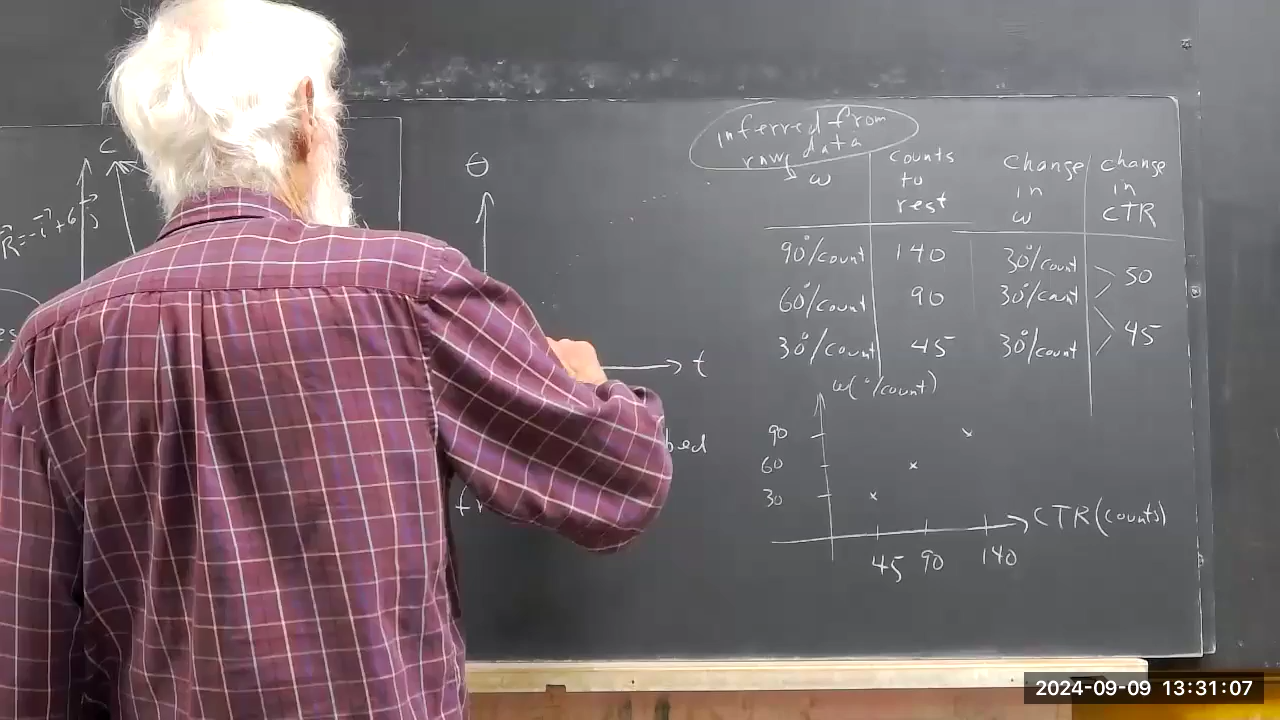 C
R⃗ = -i⃗ + 6j⃗
θ
t
bed
inferred from
raw data
ω
counts
to
rest
change
in
ω
change
in
CTR
90°/count 140 30°/count
50
60°/count 90 30°/count
45
30°/count 45 30°/count
ω(°/count)
90
60
30
CTR (counts)
45 90 140
2024-09-09 13:31:07